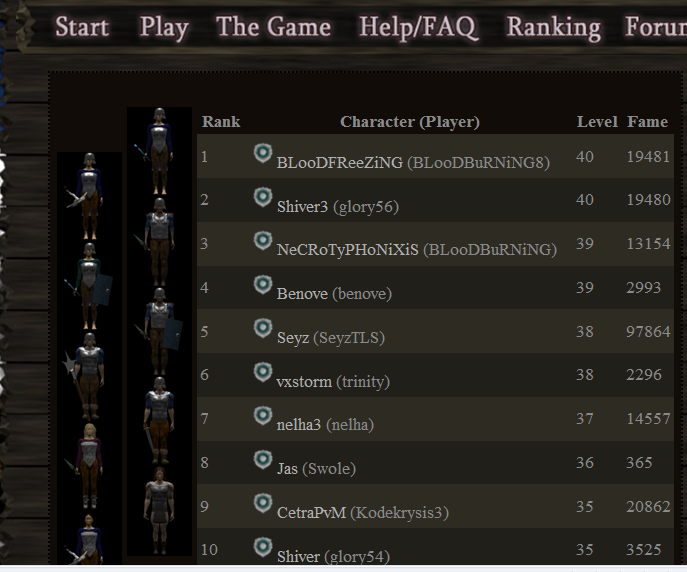 Start Play The Game Help/FAQ Ranking Forum
Rank Character (Player) Level Fame
1 BLooDFReeZiNG (BLooDBuRNiNG8) 40 19481
2 Shiver3 (glory56) 40 19480
3 NeCRoTyPHoNiXiS (BLooDBuRNiNG) 39 13154
4 Benove (benove) 39 2993
5 Seyz (SeyzTLS) 38 97864
6 vxstorm (trinity) 38 2296
7 nelha3 (nelha) 37 14557
8 Jas (Swole) 36 365
9 CetraPvM (Kodekrysis3) 35 20862
10 Shiver (glory54) 35 3525